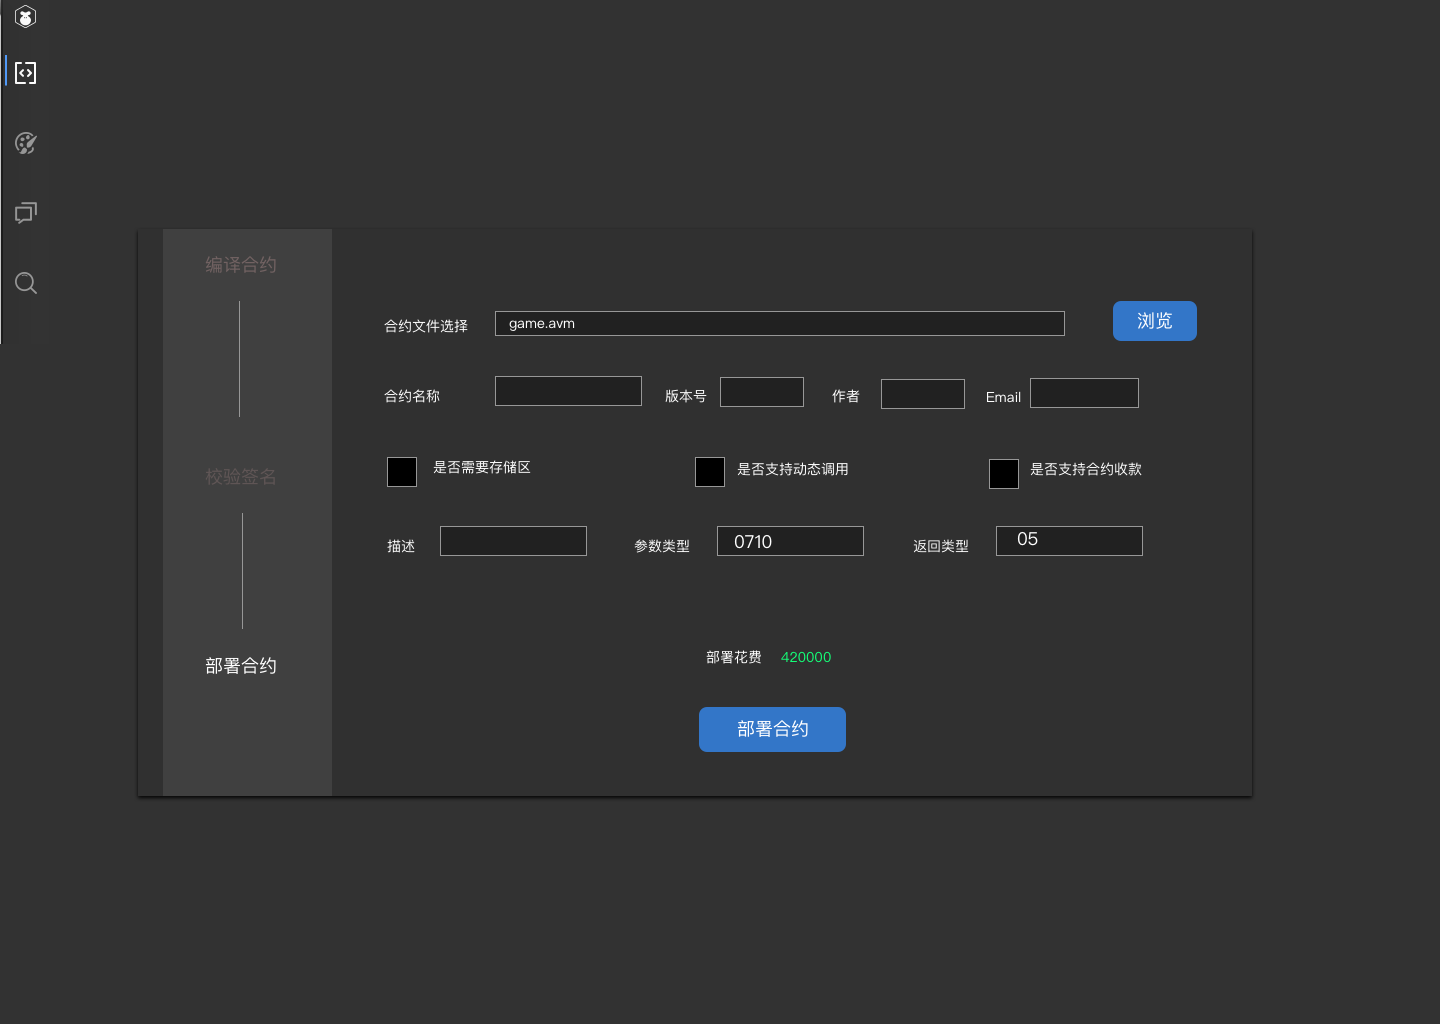 编译合约
校验签名
部署合约
合约文件选择 game.avm 浏览
合约名称 版本号 作者 Email
是否需要存储区 是否支持动态调用 是否支持合约收款
描述 参数类型 0710 返回类型 05
部署花费 420000
部署合约